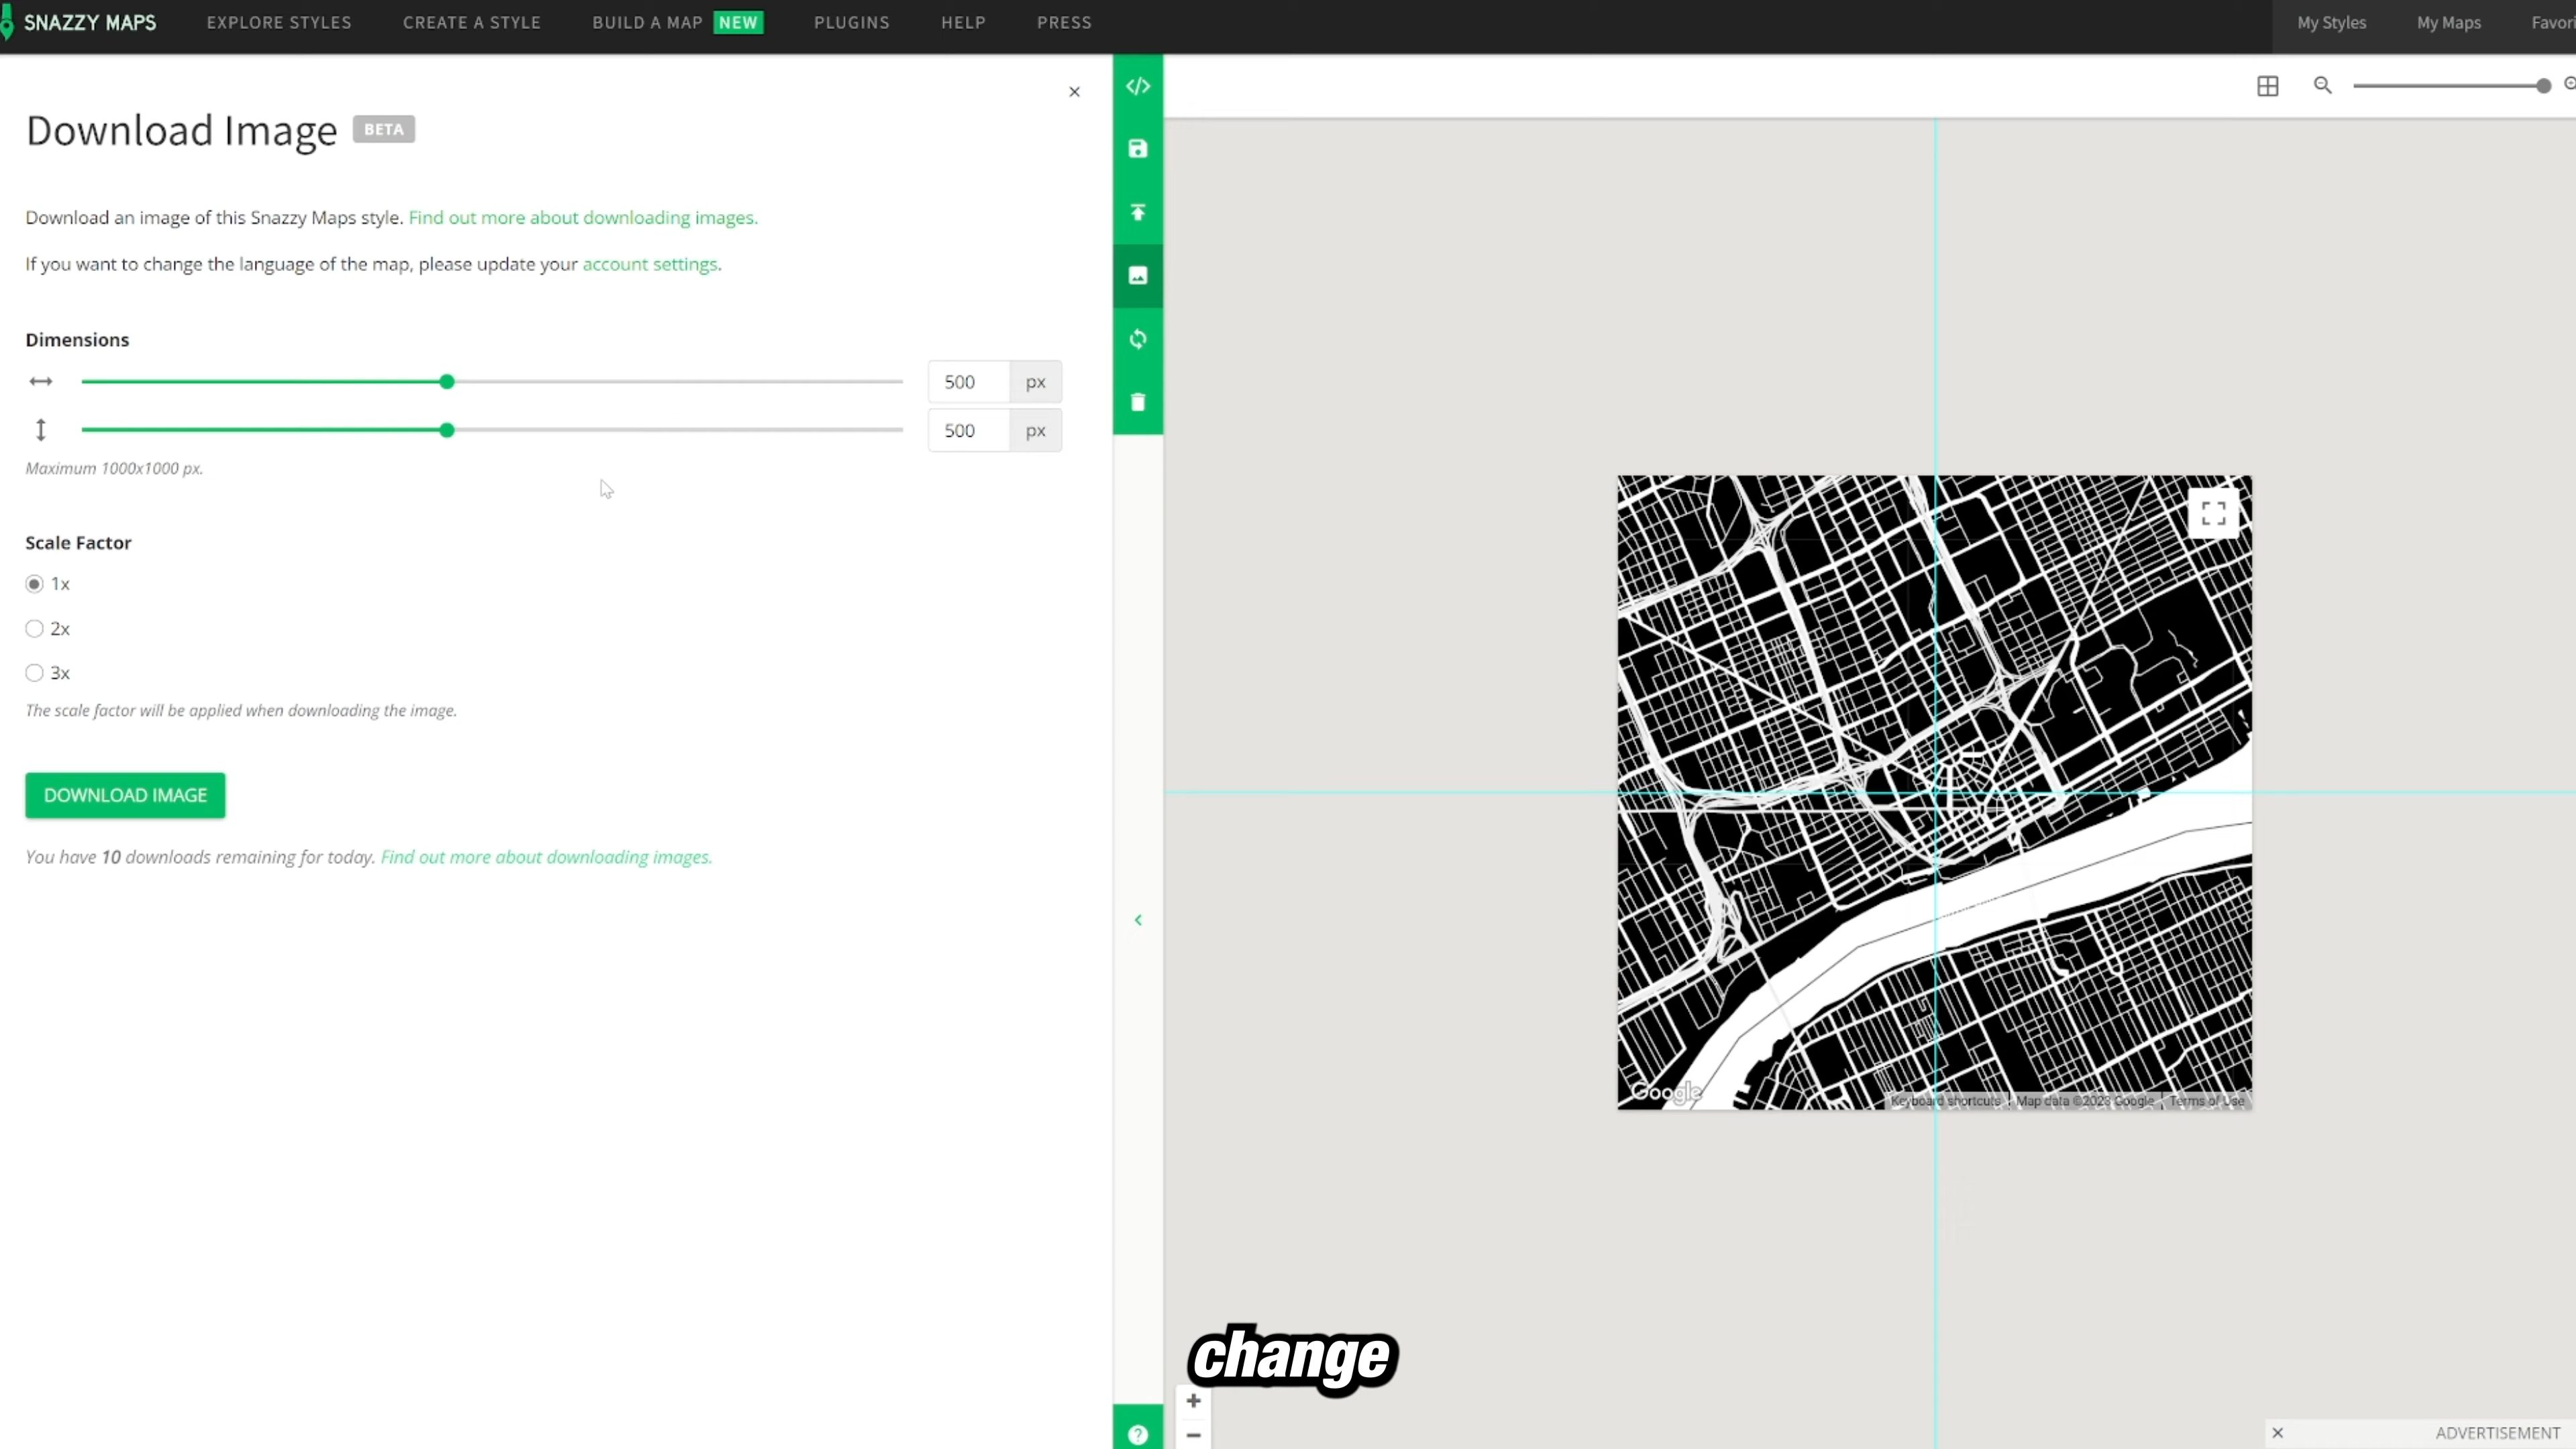 SNAZZY MAPS EXPLORE STYLES CREATE A STYLE BUILD A MAP NEW PLUGINS HELP PRESS My Styles My Maps Favori
Download Image BETA
Download an image of this Snazzy Maps style. Find out more about downloading images.
If you want to change the language of the map, please update your account settings.
Dimensions
500 px
500 px
Maximum 1000x1000 px.
Scale Factor
1x
2x
3x
The scale factor will be applied when downloading the image.
DOWNLOAD IMAGE
You have 10 downloads remaining for today. Find out more about downloading images.
Google
Keyboard shortcuts Map data ©2023 Google Terms of Use
change
ADVERTISEMENT